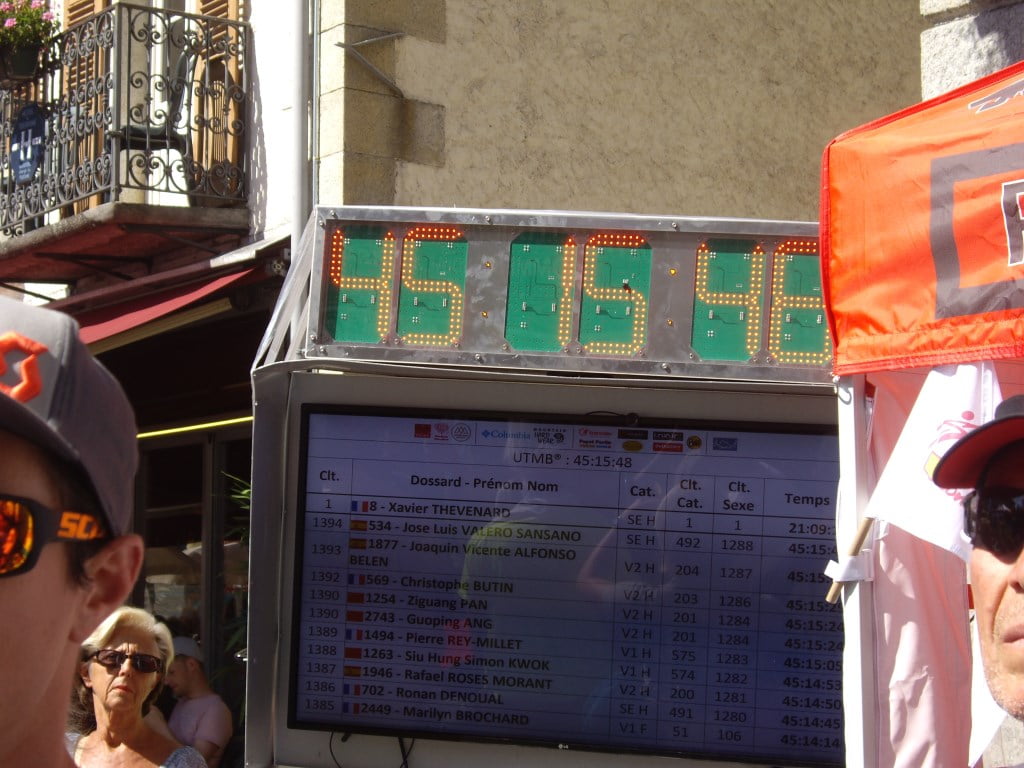 45:15:46
Columbia
UTMB® : 45:15:48
Clt. Dossard - Prénom Nom Cat. Clt. Cat. Clt. Sexe Temps
1 8 - Xavier THEVENARD SE H 1 1 21:09:
1394 534 - Jose Luis VALERO SANSANO SE H 492 1288 45:15:4
1393 1877 - Joaquin Vicente ALFONSO BELEN V2 H 204 1287 45:15:
1392 569 - Christophe BUTIN V2 H 203 1286 45:15:2
1390 1254 - Ziguang PAN V2 H 201 1284 45:15:24
1390 2743 - Guoping ANG V2 H 201 1284 45:15:24
1389 1494 - Pierre REY-MILLET V1 H 575 1283 45:15:05
1388 1263 - Siu Hung Simon KWOK V1 H 574 1282 45:14:53
1387 1946 - Rafael ROSES MORANT V2 H 200 1281 45:14:50
1386 702 - Ronan DENOUAL SE H 491 1280 45:14:45
1385 2449 - Marilyn BROCHARD V1 F 51 106 45:14:14
LG